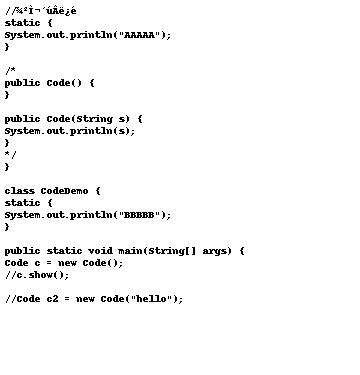 //¾²Ì¬´úÂë¿é
static {
System.out.println("AAAAA");
}

/*
public Code() {
}

public Code(String s) {
System.out.println(s);
}
*/
}

class CodeDemo {
static {
System.out.println("BBBBB");
}

public static void main(String[] args) {
Code c = new Code();
//c.show();

//Code c2 = new Code("hello");